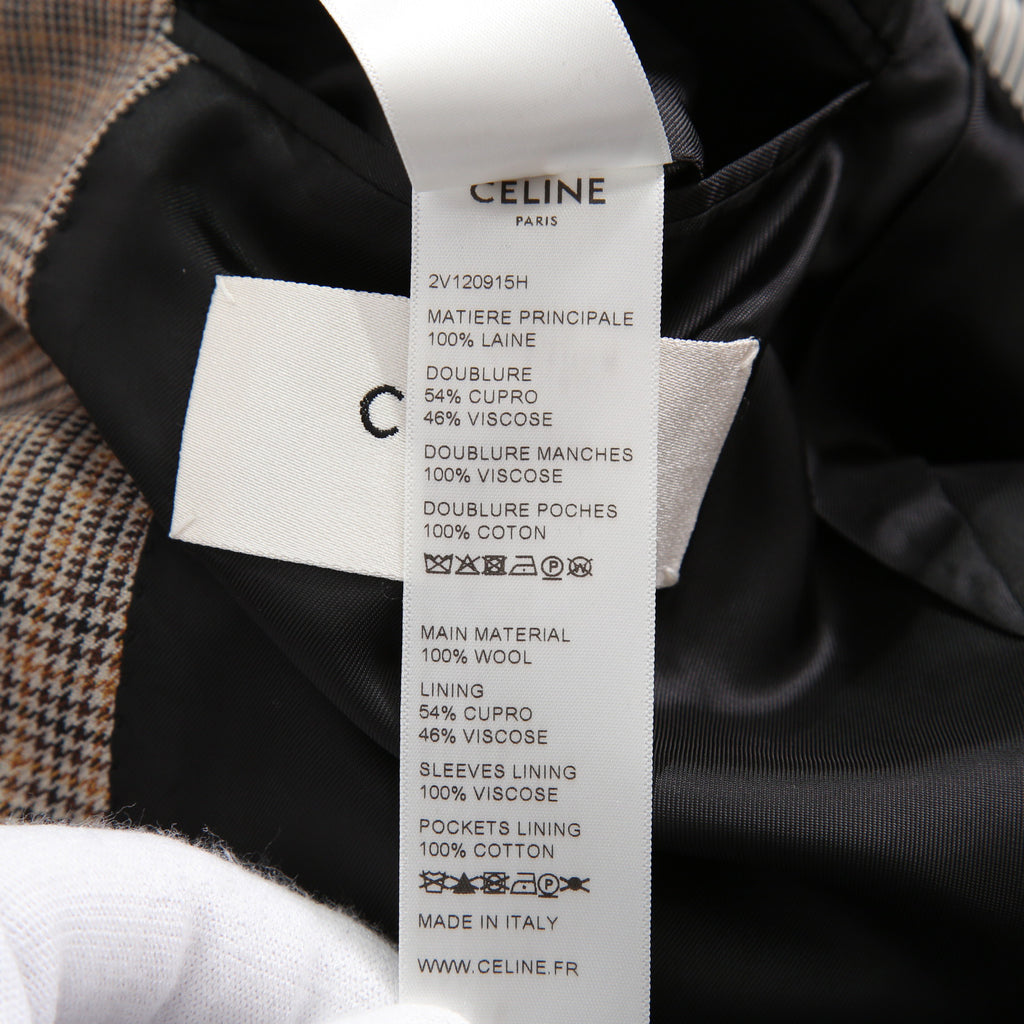 CELINE
PARIS
2V120915H
MATIERE PRINCIPALE
100% LAINE
DOUBLURE
54% CUPRO
46% VISCOSE
DOUBLURE MANCHES
100% VISCOSE
DOUBLURE POCHES
100% COTON
P W
MAIN MATERIAL
100% WOOL
LINING
54% CUPRO
46% VISCOSE
SLEEVES LINING
100% VISCOSE
POCKETS LINING
100% COTTON
P
MADE IN ITALY
WWW.CELINE.FR
C